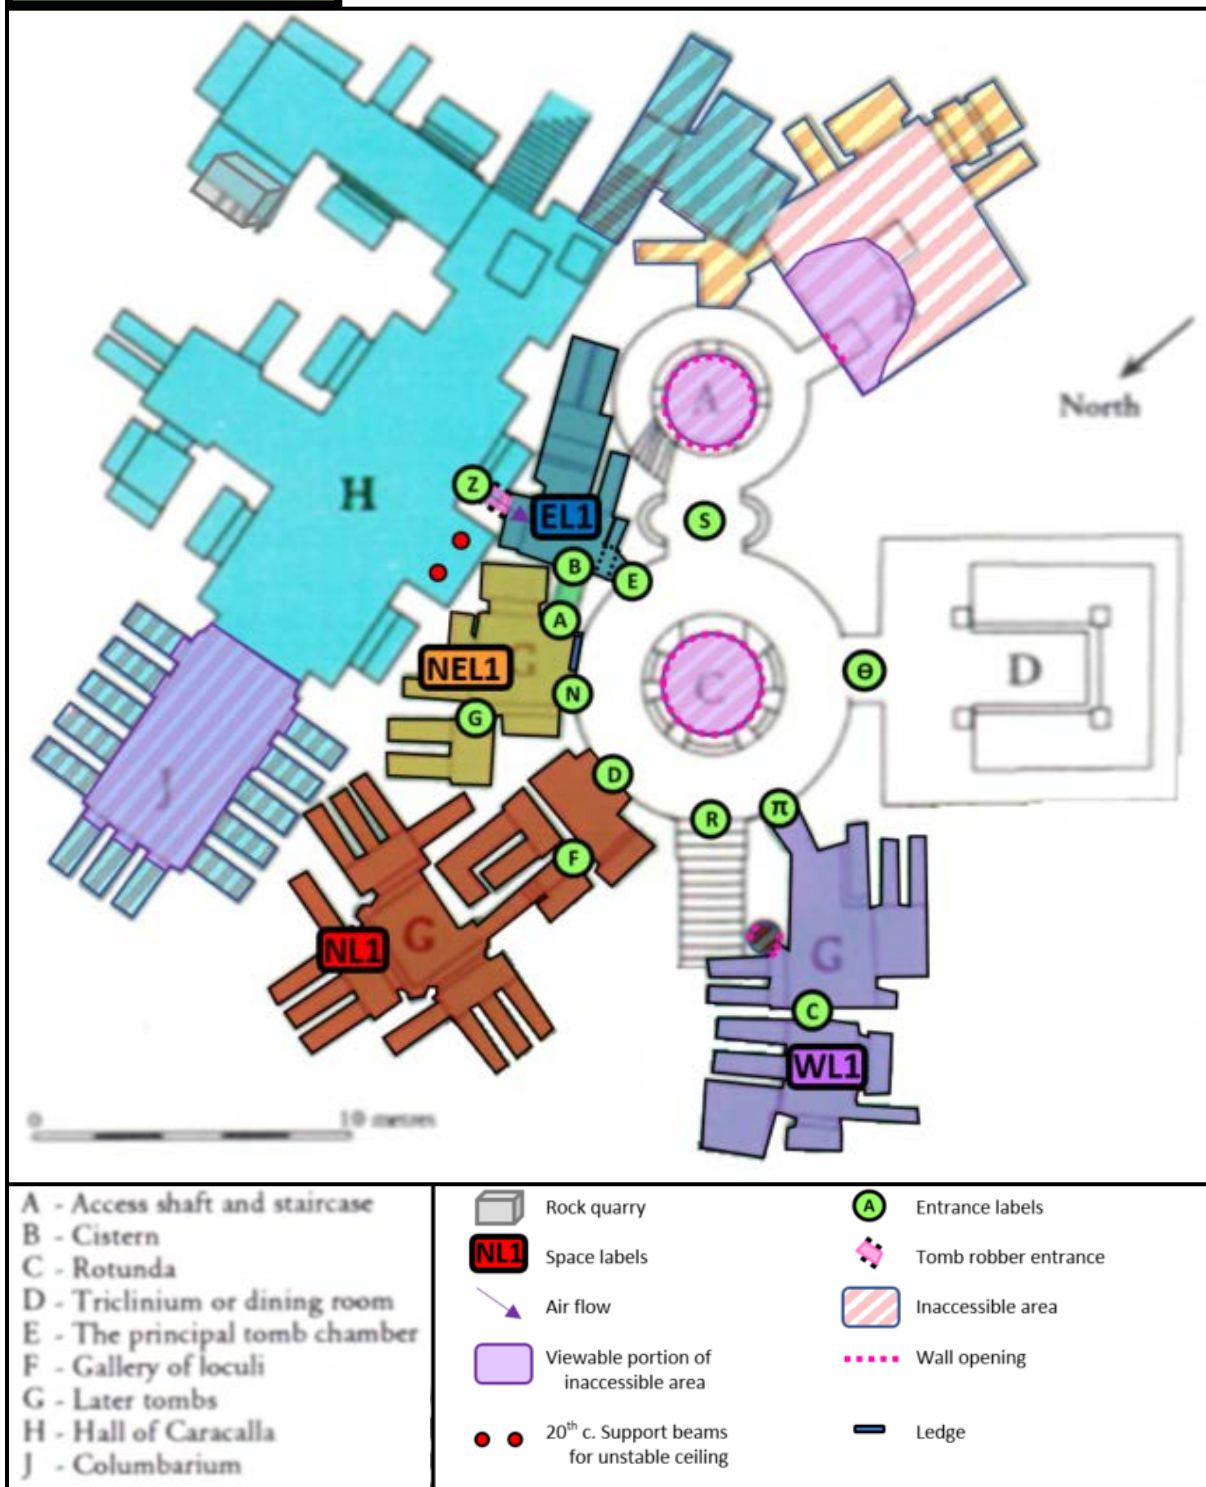 A
F
North
H
Z
EL1
S
B
E
A
G
NEL1
N
G
C
Θ
D
J
D
R
π
F
G
NL1
G
C
WL1
0 10 metres
A - Access shaft and staircase
B - Cistern
C - Rotunda
D - Triclinium or dining room
E - The principal tomb chamber
F - Gallery of loculi
G - Later tombs
H - Hall of Caracalla
J - Columbarium
Rock quarry
NL1 Space labels
Air flow
Viewable portion of
inaccessible area
20th c. Support beams
for unstable ceiling
A Entrance labels
Tomb robber entrance
Inaccessible area
Wall opening
Ledge